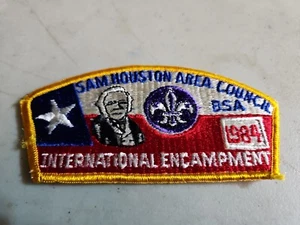 SAM HOUSTON AREA COUNCIL
BSA
1984
INTERNATIONAL ENCAMPMENT